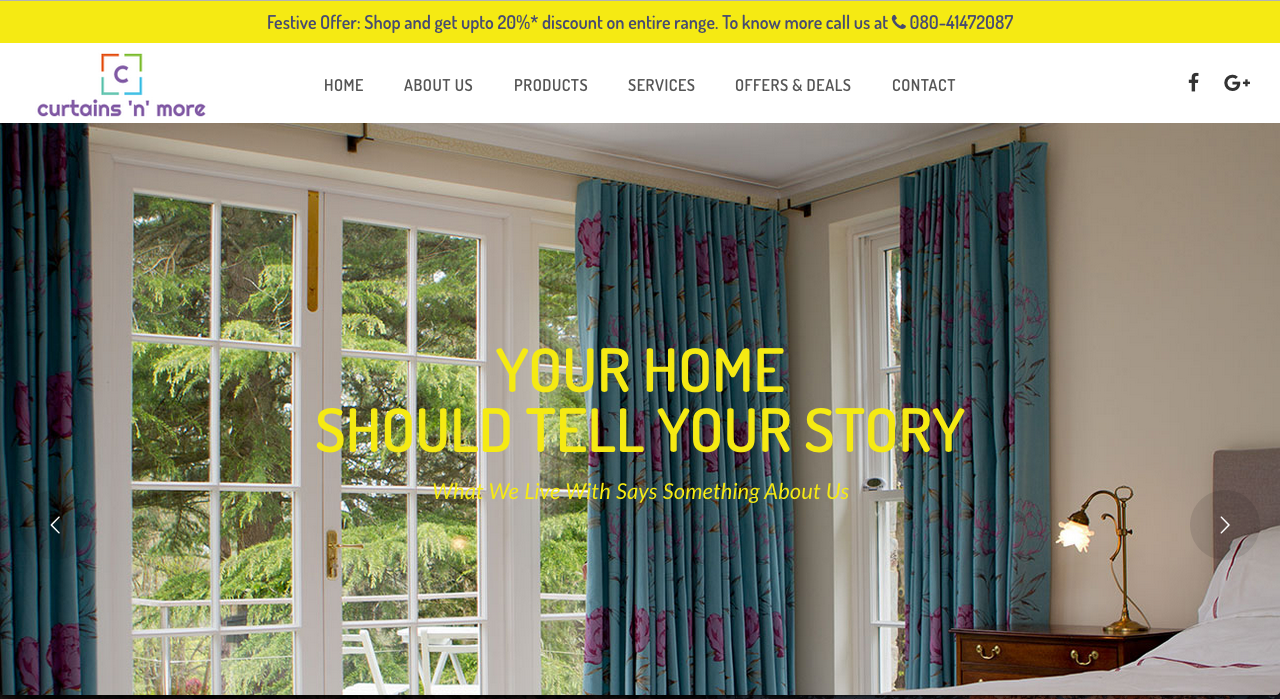 Festive Offer: Shop and get upto 20%* discount on entire range. To know more call us at 080-41472087
C
curtains 'n' more
HOME ABOUT US PRODUCTS SERVICES OFFERS & DEALS CONTACT
YOUR HOME
SHOULD TELL YOUR STORY
What We Live With Says Something About Us